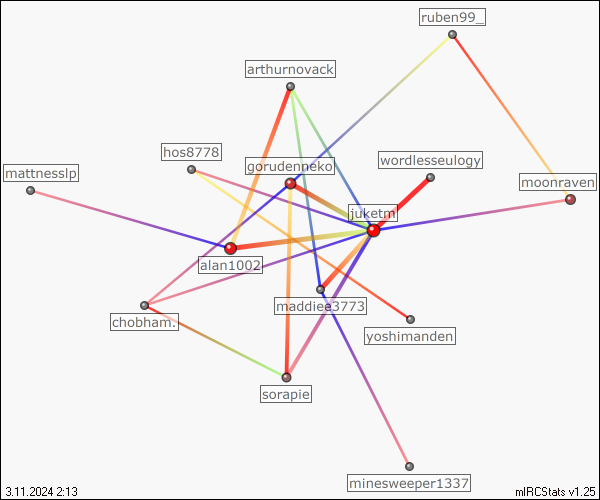 ruben99_
arthurnovack
hos8778
gorudenneko
wordlesseulogy
mattnesslp
moonraven
juketm
alan1002
maddiee3773
chobham.
yoshimanden
sorapie
minesweeper1337
3.11.2024 2:13
mIRCStats v1.25